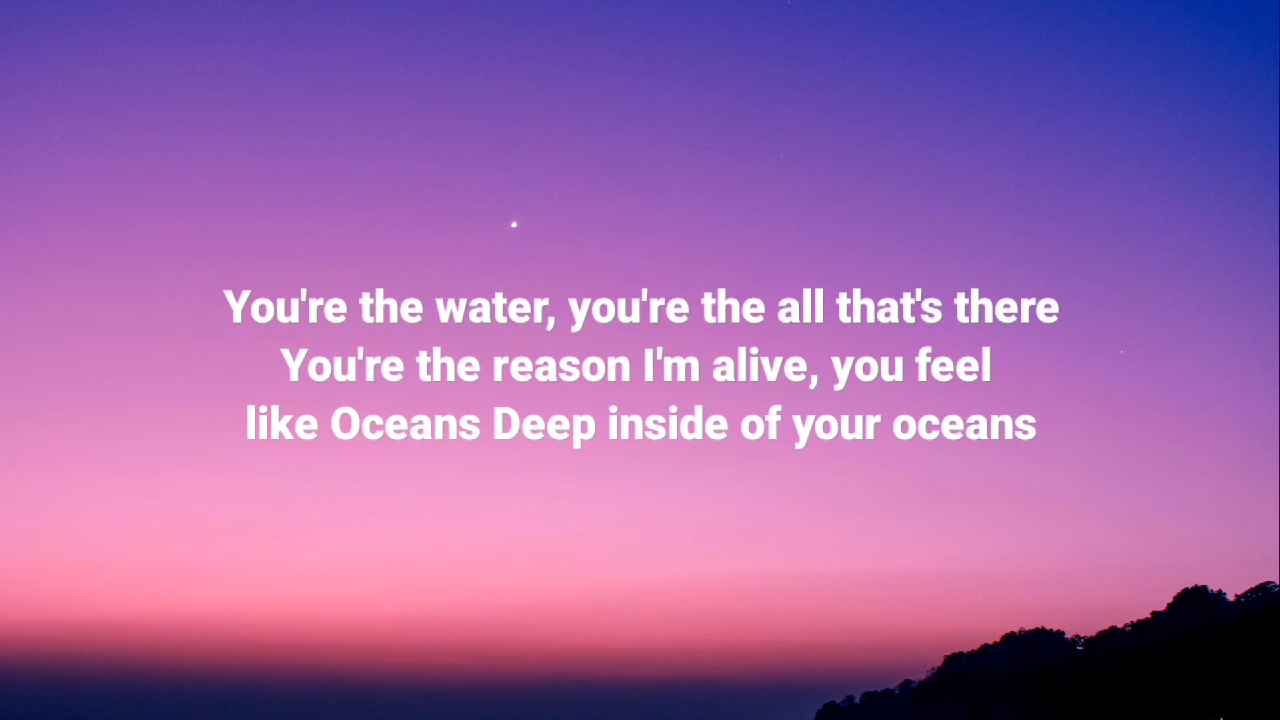 You're the water, you're the all that's there
You're the reason I'm alive, you feel
like Oceans Deep inside of your oceans